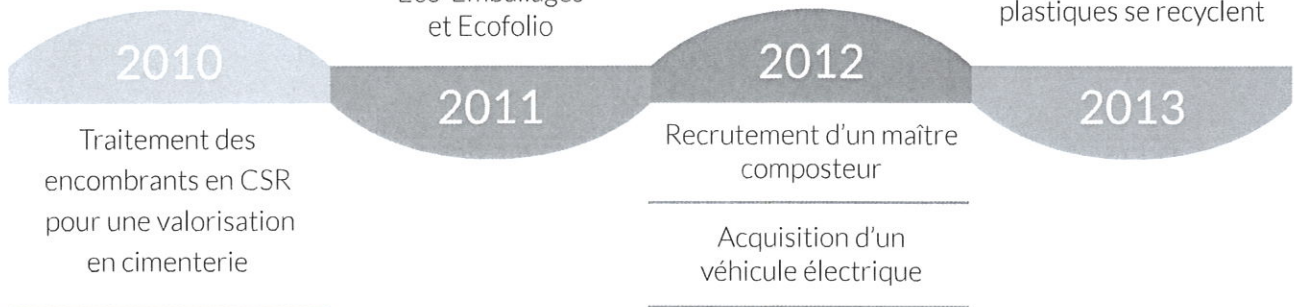 et Ecofolio
plastiques se recyclent
2010
2011
2012
2013
Traitement des
encombrants en CSR
pour une valorisation
en cimenterie
Recrutement d'un maître
composteur
Acquisition d'un
véhicule électrique